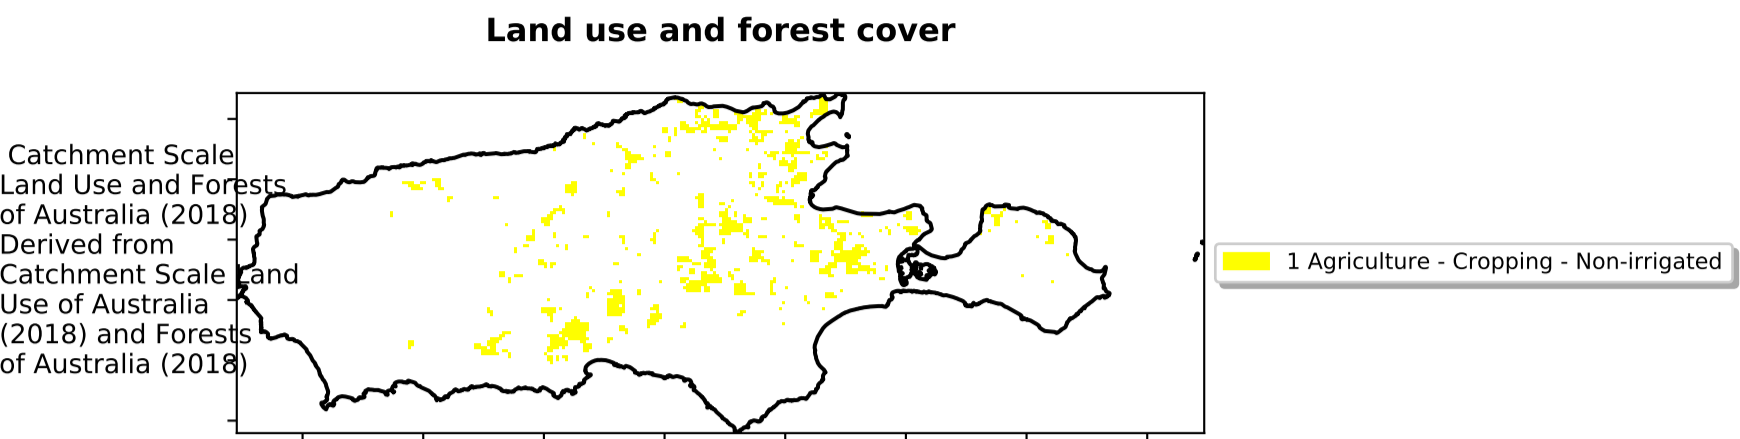 Land use and forest cover
Catchment Scale
Land Use and Forests
of Australia (2018)
Derived from
Catchment Scale Land
Use of Australia
(2018) and Forests
of Australia (2018)
1 Agriculture - Cropping - Non-irrigated